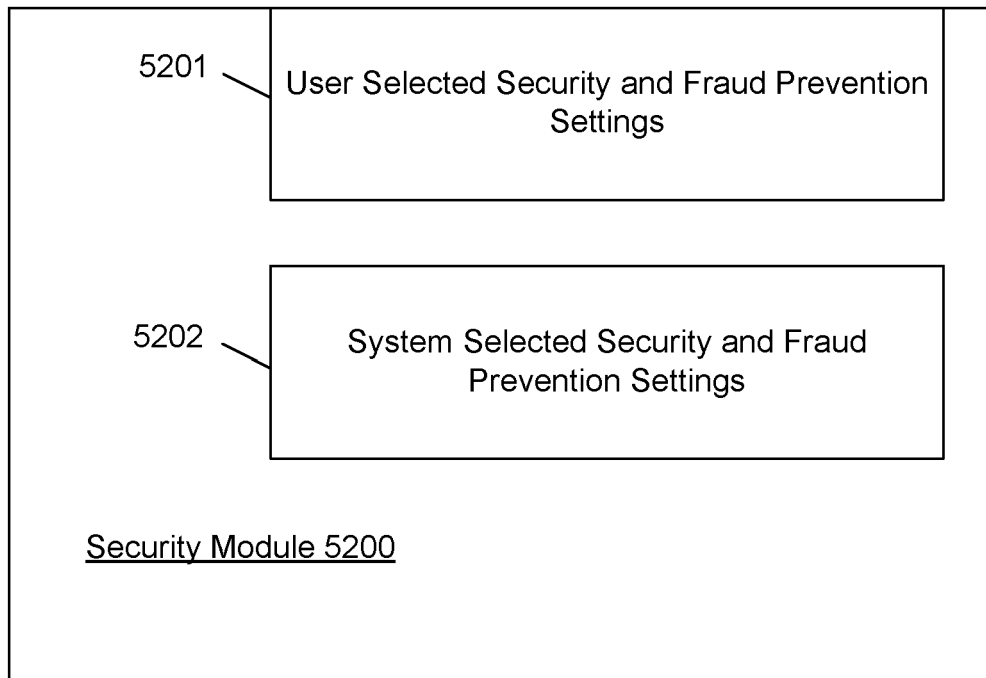 5201
User Selected Security and Fraud Prevention
Settings
5202
System Selected Security and Fraud
Prevention Settings
Security Module 5200